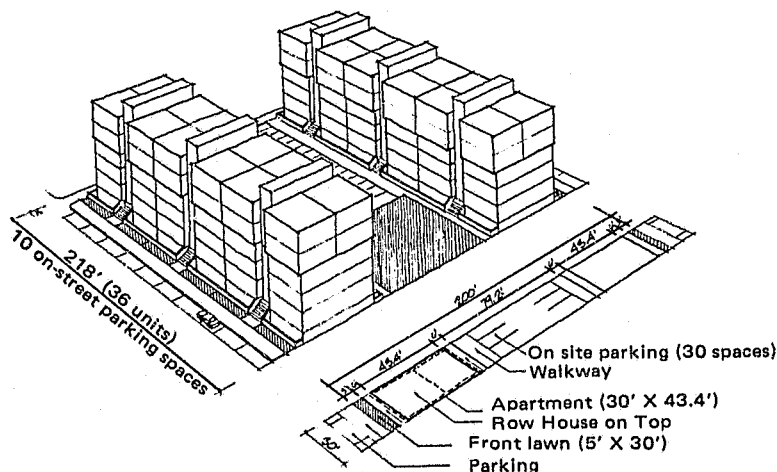 218' (36 units)
10 on-street parking spaces
200'
79.2'
43.4'
43.4'
30'
On site parking (30 spaces)
Walkway
Apartment (30' X 43.4')
Row House on Top
Front lawn (5' X 30')
Parking